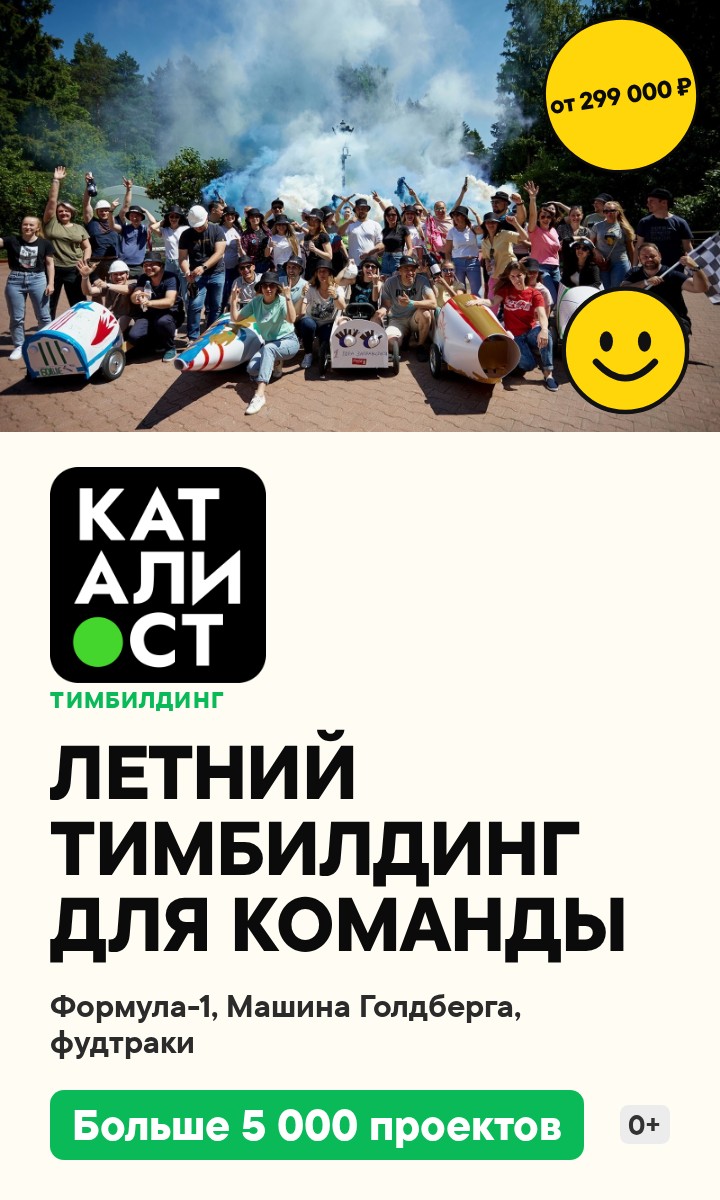 от 299 000 ₽
КАТ
АЛИ
СТ
ТИМБИЛДИНГ
ЛЕТНИЙ
ТИМБИЛДИНГ
ДЛЯ КОМАНДЫ
Формула-1, Машина Голдберга,
фудтраки
Больше 5 000 проектов
0+